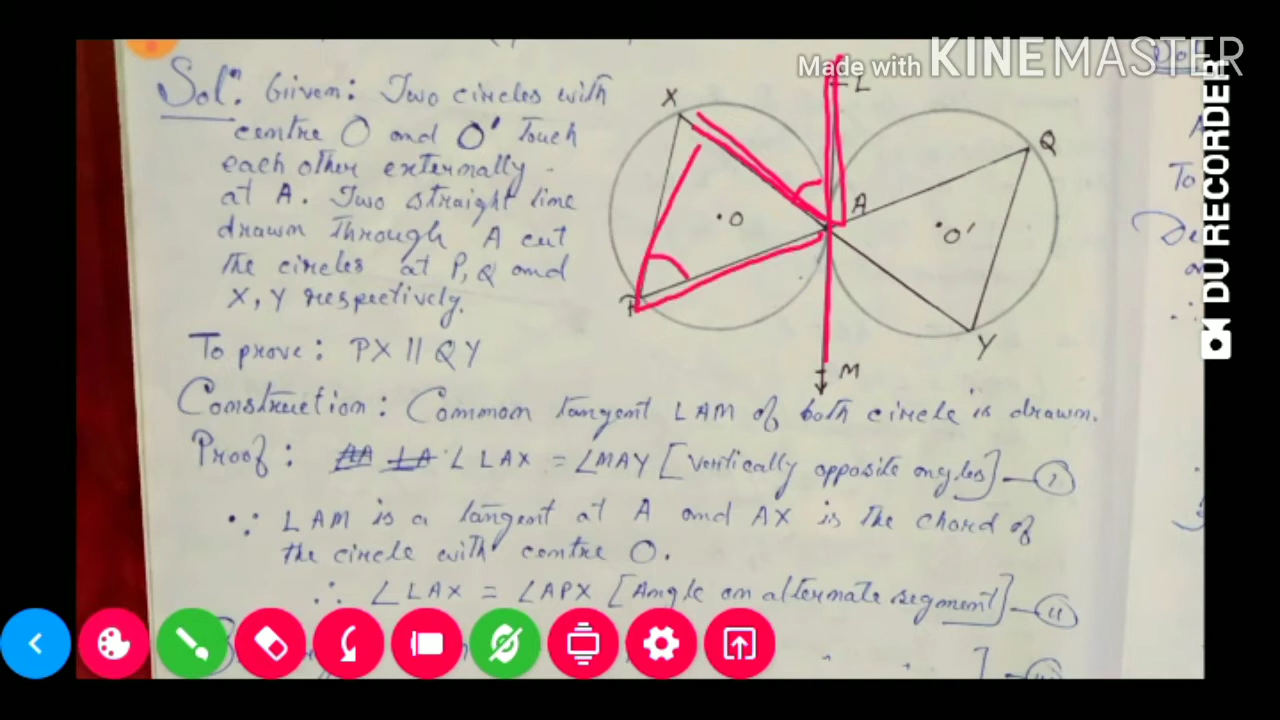 Made with KINEMASTER
DU RECORDER
Solⁿ. Given: Two circles with
centre O and O' touch
each other externally
at A. Two straight line
drawn through A cut
the circles at P, Q and
X, Y respectively.
X
L
Q
A
.O
.O'
P
Y
M
To prove: PX || QY
Construction: Common tangent LAM of both circle is drawn.
Proof: ∠LAX = ∠MAY [Vertically opposite angles] — (i)
∵ LAM is a tangent at A and AX is the chord of
the circle with centre O.
∴ ∠LAX = ∠APX [Angle on alternate segment] — (ii)
] — (iii)
To